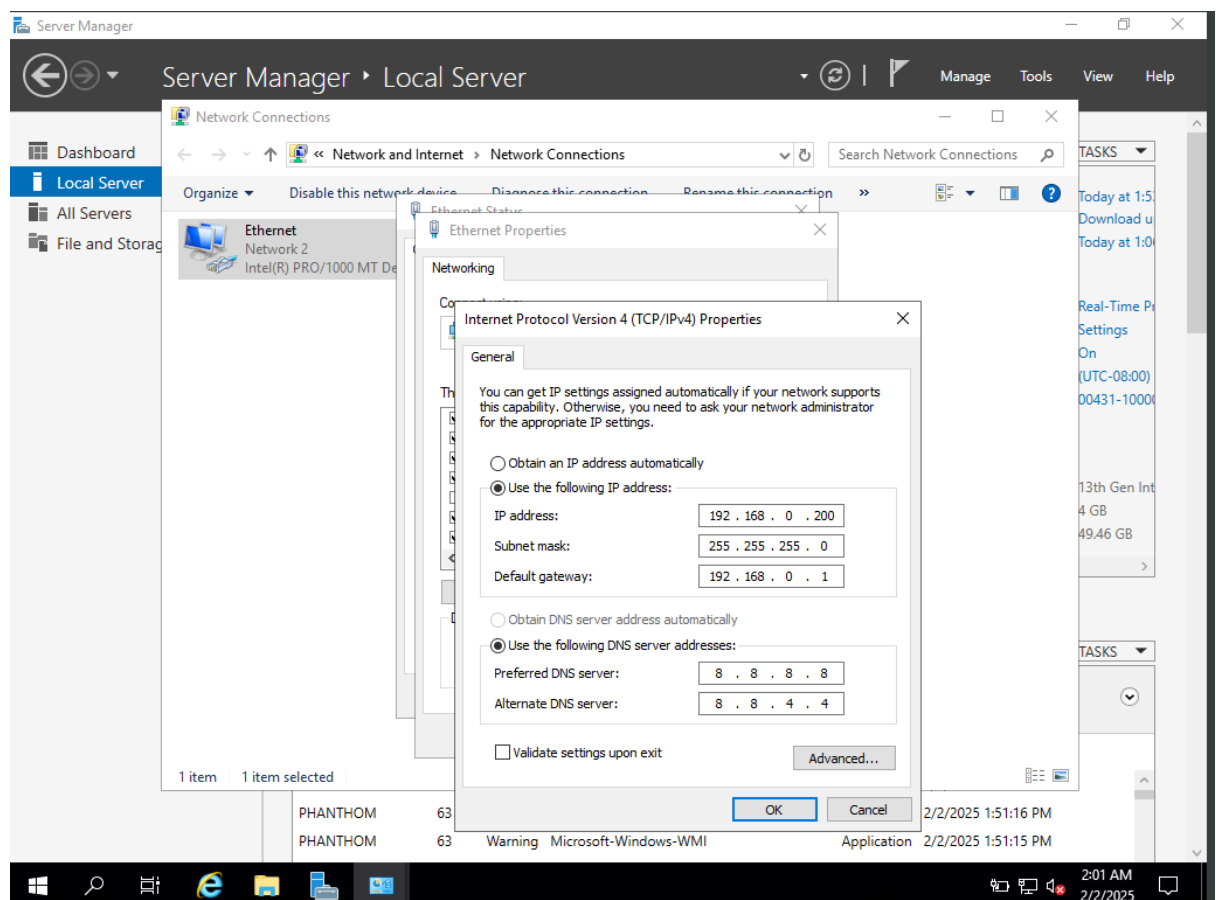 Server Manager
Server Manager Local Server
Manage Tools View Help
Network Connections
Dashboard
Local Server
All Servers
File and Storag
« Network and Internet > Network Connections
Search Network Connections
TASKS
Organize Disable this network device Diagnose this connection Rename this connection »
Today at 1:5
Download u
Today at 1:0
Real-Time Pr
Settings
On
(UTC-08:00)
00431-1000
13th Gen Int
4 GB
49.46 GB
TASKS
Ethernet
Network 2
Intel(R) PRO/1000 MT De
Ethernet Status
Ethernet Properties
Networking
Connect using:
Th
Internet Protocol Version 4 (TCP/IPv4) Properties
General
You can get IP settings assigned automatically if your network supports
this capability. Otherwise, you need to ask your network administrator
for the appropriate IP settings.
Obtain an IP address automatically
Use the following IP address:
IP address: 192 . 168 . 0 . 200
Subnet mask: 255 . 255 . 255 . 0
Default gateway: 192 . 168 . 0 . 1
Obtain DNS server address automatically
Use the following DNS server addresses:
Preferred DNS server: 8 . 8 . 8 . 8
Alternate DNS server: 8 . 8 . 4 . 4
Validate settings upon exit
Advanced...
OK Cancel
1 item 1 item selected
PHANTHOM 63 2/2/2025 1:51:16 PM
PHANTHOM 63 Warning Microsoft-Windows-WMI Application 2/2/2025 1:51:15 PM
2:01 AM
2/2/2025